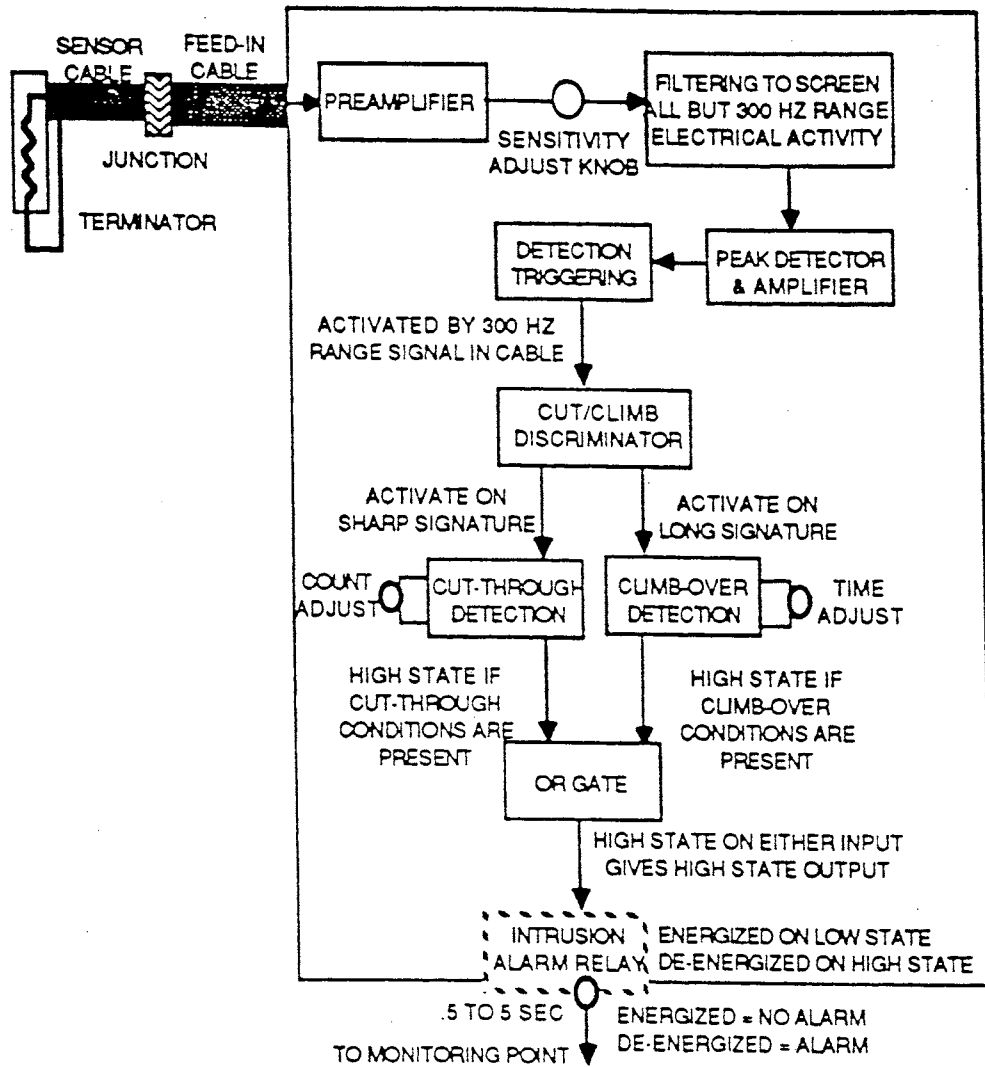 SENSOR
CABLE
FEED-IN
CABLE
JUNCTION
TERMINATOR
PREAMPLIFIER
SENSITIVITY
ADJUST KNOB
FILTERING TO SCREEN
ALL BUT 300 HZ RANGE
ELECTRICAL ACTIVITY
DETECTION
TRIGGERING
PEAK DETECTOR
& AMPLIFIER
ACTIVATED BY 300 HZ
RANGE SIGNAL IN CABLE
CUT/CLIMB
DISCRIMINATOR
ACTIVATE ON
SHARP SIGNATURE
ACTIVATE ON
LONG SIGNATURE
COUNT
ADJUST
CUT-THROUGH
DETECTION
CLIMB-OVER
DETECTION
TIME
ADJUST
HIGH STATE IF
CUT-THROUGH
CONDITIONS ARE
PRESENT
HIGH STATE IF
CLIMB-OVER
CONDITIONS ARE
PRESENT
OR GATE
HIGH STATE ON EITHER INPUT
GIVES HIGH STATE OUTPUT
INTRUSION
ALARM RELAY
ENERGIZED ON LOW STATE
DE-ENERGIZED ON HIGH STATE
.5 TO 5 SEC
ENERGIZED = NO ALARM
DE-ENERGIZED = ALARM
TO MONITORING POINT